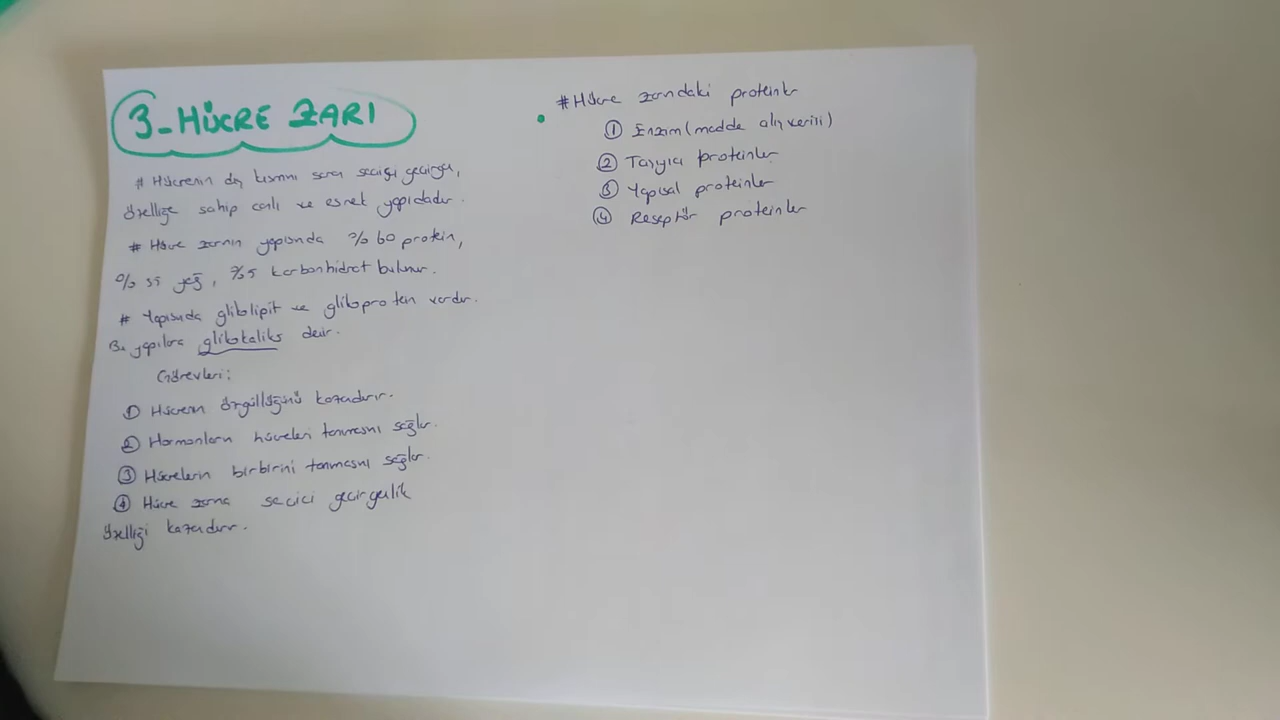 3-HÜCRE ZARI
# Hücrenin dış kısmını saran seçici geçirgen,
özelliğe sahip canlı ve esnek yapıdadır.
# Hücre zarının yapısında % 60 protein,
% 35 yağ, %5 karbonhidrat bulunur.
# Yapısında glikolipit ve glikoprotein vardır.
Bu yapılara glikokaliks denir.
Görevleri:
① Hücrenin özgüllüğünü kazandırır.
② Hormonların hücreleri tanımasını sağlar.
③ Hücrelerin birbirini tanımasını sağlar.
④ Hücre zarına seçici geçirgenlik
özelliği kazandırır.
# Hücre zarındaki proteinler
① Enzim (madde alışverişi)
② Taşıyıcı proteinler
③ Yapısal proteinler
④ Reseptör proteinler